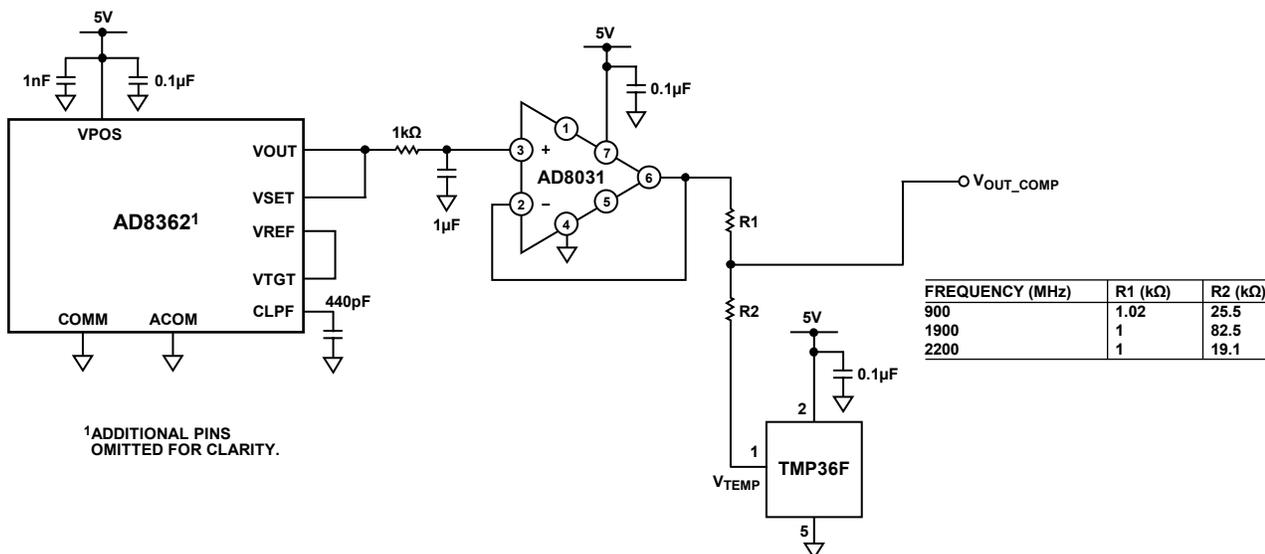 5V
1nF
0.1µF
VPOS
VOUT
VSET
AD8362¹
VREF
VTGT
CLPF
COMM
ACOM
440pF
¹ADDITIONAL PINS
OMITTED FOR CLARITY.
1kΩ
1µF
5V
0.1µF
3
+
1
7
AD8031
6
2
−
5
4
R1
R2
VOUT_COMP
FREQUENCY (MHz) R1 (kΩ) R2 (kΩ)
900 1.02 25.5
1900 1 82.5
2200 1 19.1
5V
0.1µF
2
1
VTEMP
TMP36F
5